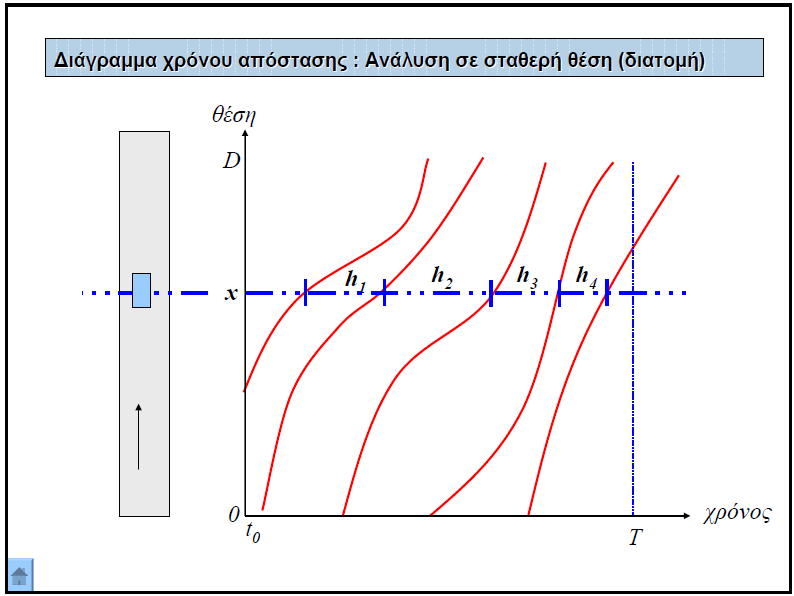 Διάγραμμα χρόνου απόστασης : Ανάλυση σε σταθερή θέση (διατομή)
θέση
D
h1 h2 h3 h4
x
0
t0
T
χρόνος